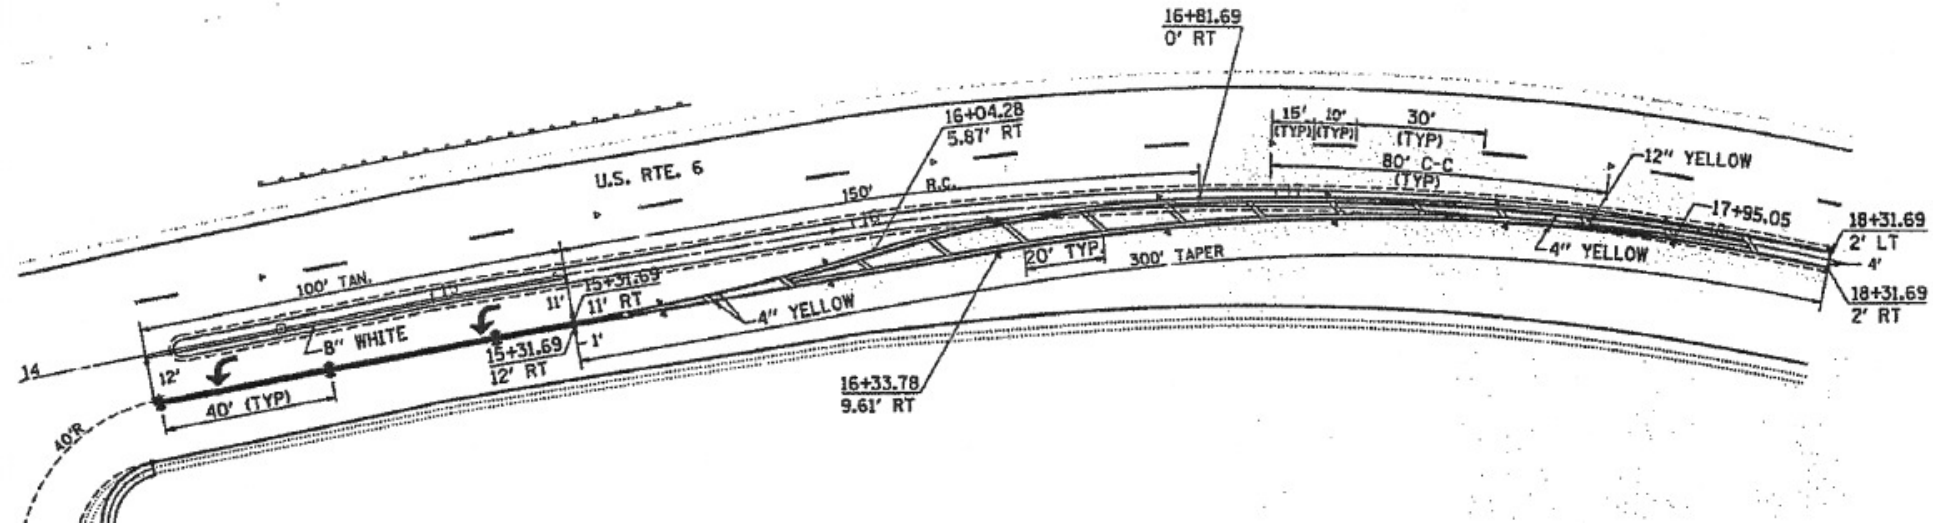 16+81.69
0' RT
16+04.28
5.87' RT
15' 10' 30'
(TYP) (TYP) (TYP)
80' C-C
(TYP)
12" YELLOW
U.S. RTE. 6
150' R.C.
17+95.05
18+31.69
2' LT
4'
4" YELLOW
20' TYP.
300' TAPER
100' TAN.
15
16
17
11'
15+31.69
11' RT
4" YELLOW
18+31.69
2' RT
8" WHITE
1'
15+31.69
12' RT
14
12'
40' (TYP)
16+33.78
9.61' RT
40'R